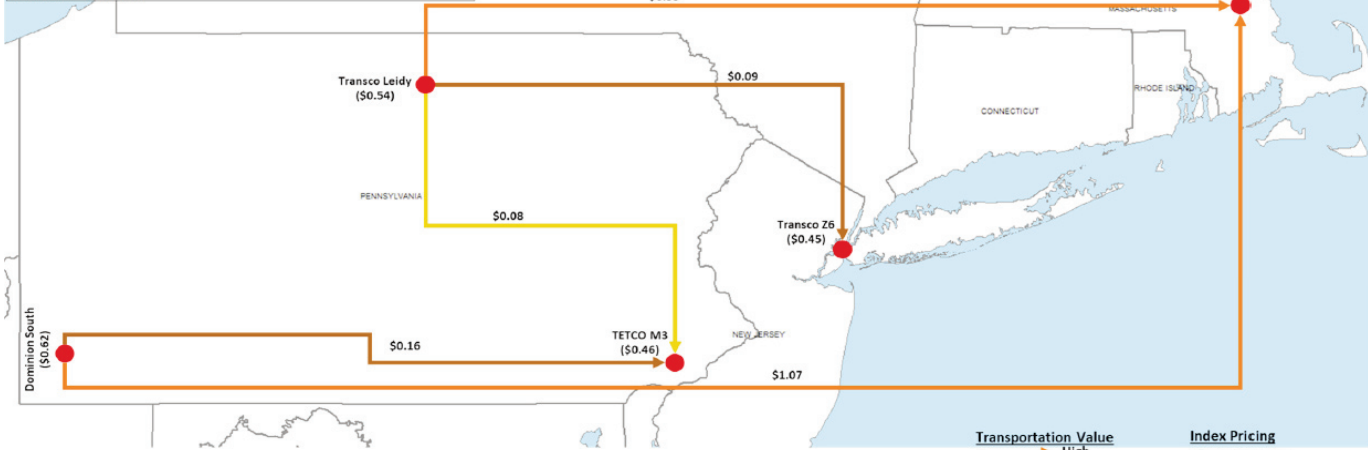 MASSACHUSETTS
Transco Leidy
($0.54)
$0.09
RHODE ISLAND
CONNECTICUT
PENNSYLVANIA
$0.08
Transco Z6
($0.45)
Dominion South
($0.62)
$0.16
TETCO M3
($0.46)
NEW JERSEY
$1.07
Transportation Value
Index Pricing
High